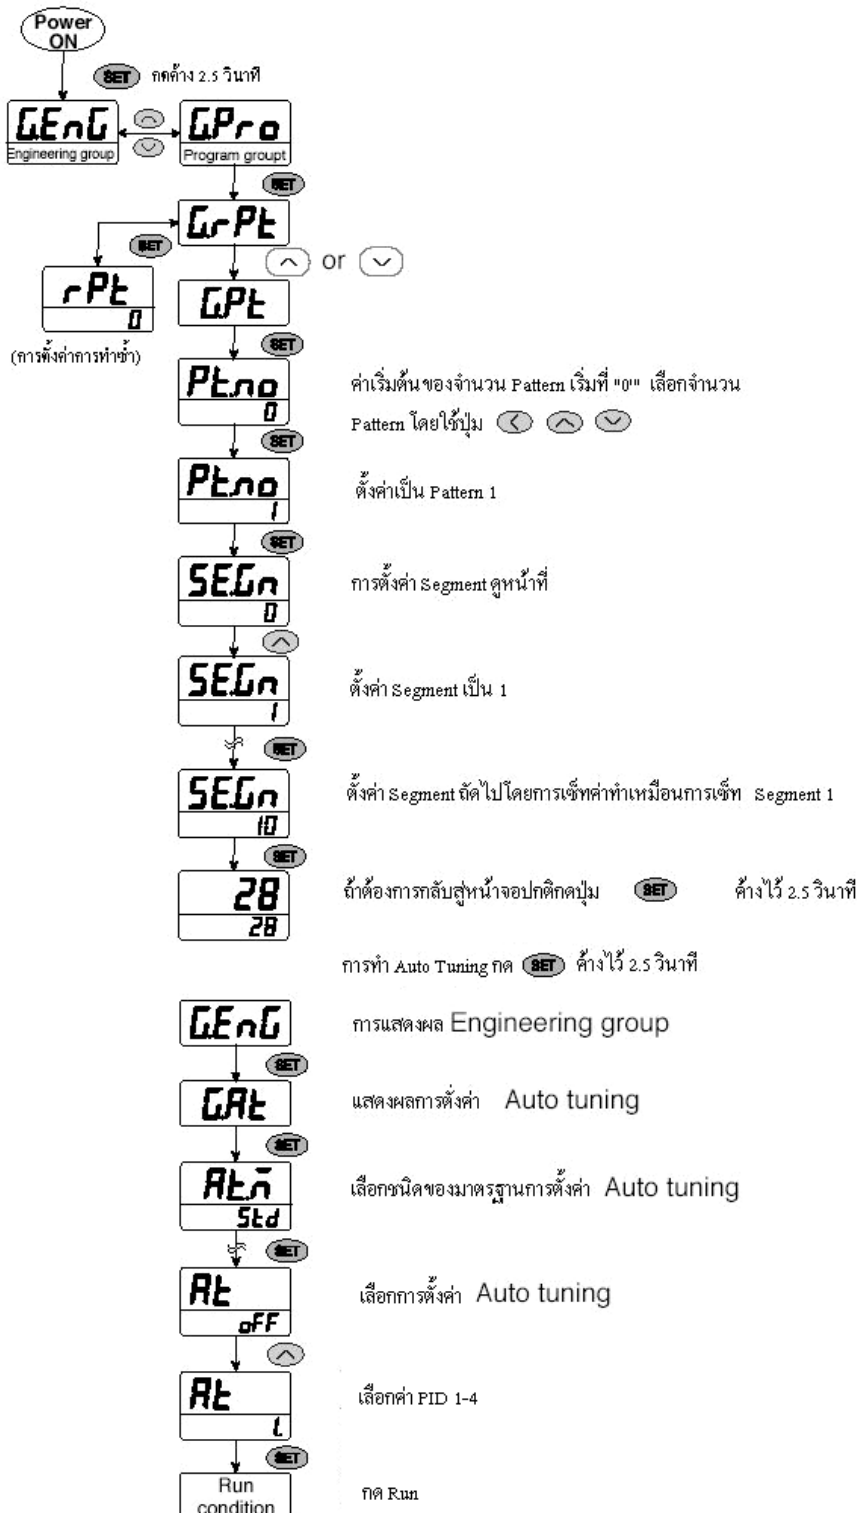 Power
ON
SET กดค้าง 2.5 วินาที
G.EnG
Engineering group
G.Pro
Program groupt
SET
G.rPt
SET
or
rPt
0
(การตั้งค่าการทำซ้ำ)
G.Pt
SET
Pt.no
0
ค่าเริ่มต้นของจำนวน Pattern เริ่มที่ "0'" เลือกจำนวน
Pattern โดยใช้ปุ่ม
SET
Pt.no
1
ตั้งค่าเป็น Pattern 1
SET
SE.Gn
0
การตั้งค่า Segment ดูหน้าที่
SE.Gn
1
ตั้งค่า Segment เป็น 1
SET
SE.Gn
10
ตั้งค่า Segment ถัดไปโดยการเซ็ทค่าทำเหมือนการเซ็ท Segment 1
SET
28
28
ถ้าต้องการกลับสู่หน้าจอปกติกดปุ่ม SET ค้างไว้ 2.5 วินาที
การทำ Auto Tuning กด SET ค้างไว้ 2.5 วินาที
G.EnG
การแสดงผล Engineering group
SET
G.At
แสดงผลการตั่งค่า Auto tuning
SET
At.m
Std
เลือกชนิดของมาตรฐานการตั้งค่า Auto tuning
SET
At
oFF
เลือกการตั้งค่า Auto tuning
At
1.
เลือกค่า PID 1-4
SET
Run
condition
กด Run